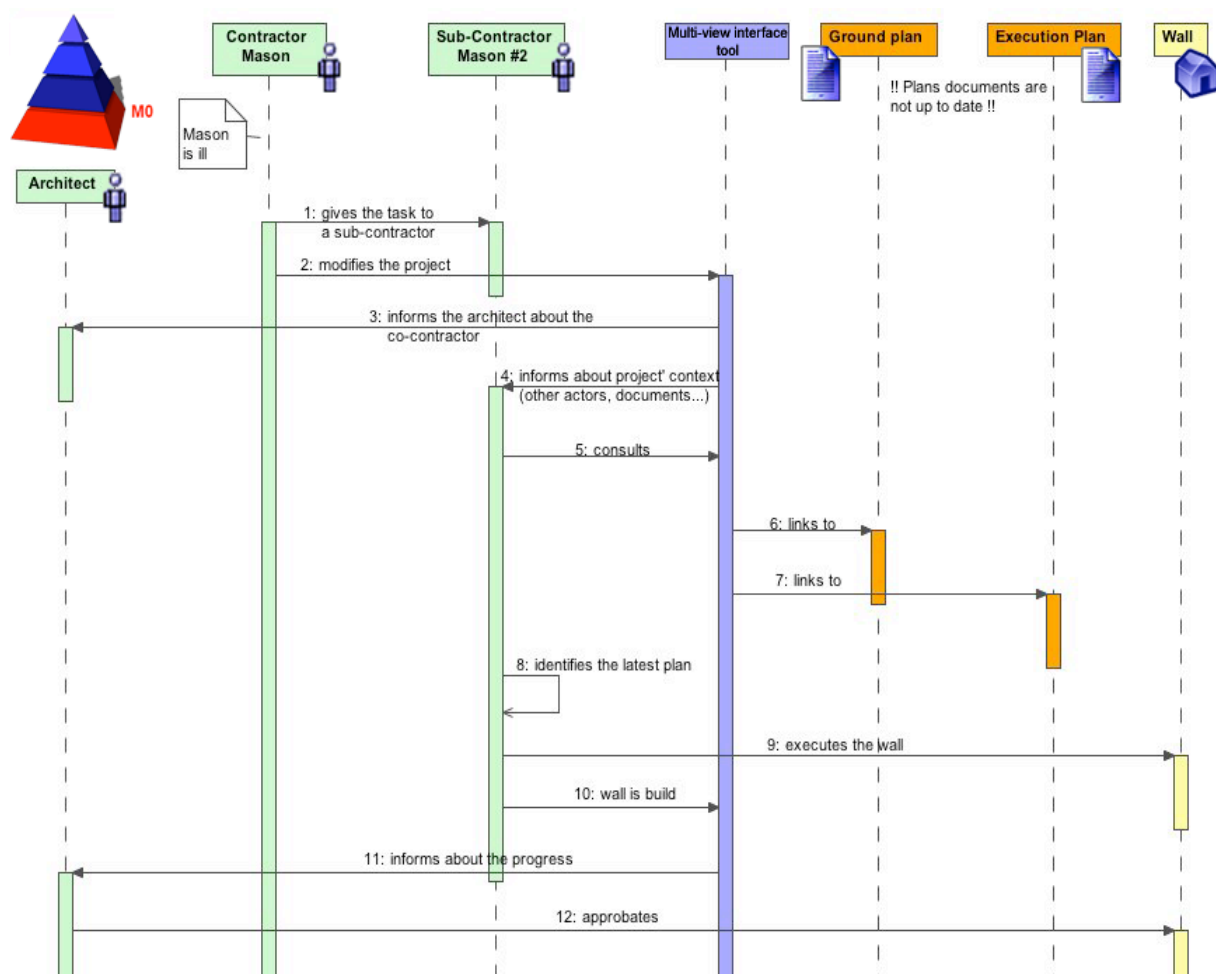 Contractor
Mason
Sub-Contractor
Mason #2
Multi-view interface
tool
Ground plan
Execution Plan
Wall
!! Plans documents are
not up to date !!
M0
Mason
is ill
Architect
1: gives the task to
a sub-contractor
2: modifies the project
3: informs the architect about the
co-contractor
4: informs about project' context
(other actors, documents...)
5: consults
6: links to
7: links to
8: identifies the latest plan
9: executes the wall
10: wall is build
11: informs about the progress
12: approbates